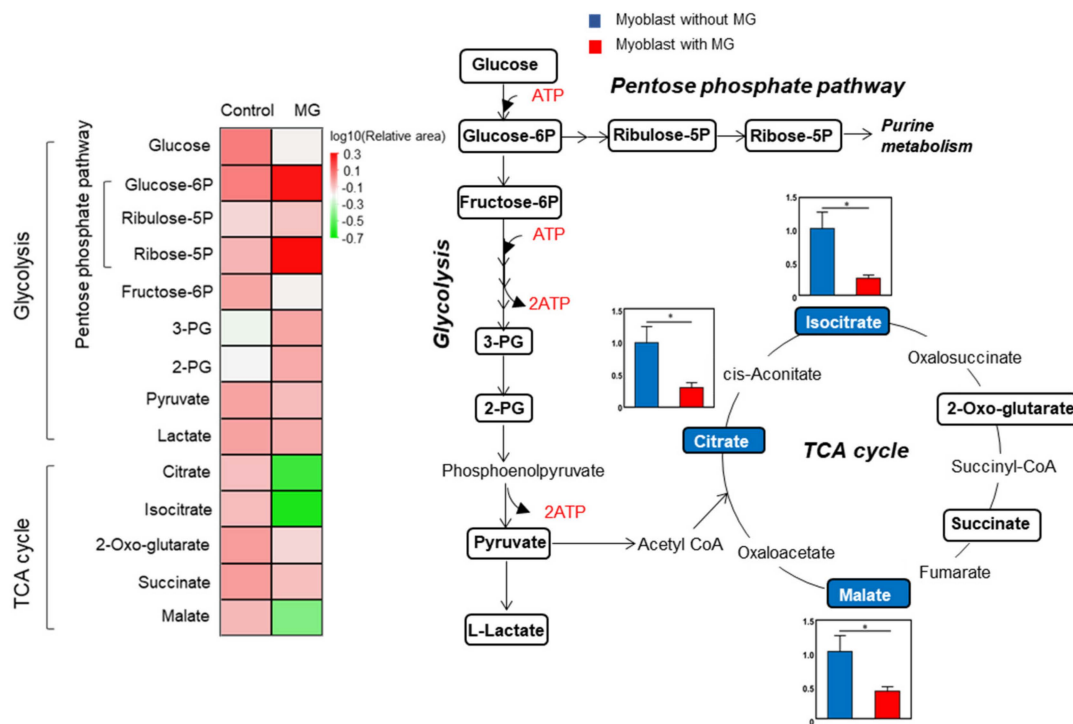 Myoblast without MG
Myoblast with MG
Control MG
log10(Relative area)
0.3
0.1
-0.1
-0.3
-0.5
-0.7
Glycolysis
Pentose phosphate pathway
TCA cycle
Glucose
Glucose-6P
Ribulose-5P
Ribose-5P
Fructose-6P
3-PG
2-PG
Pyruvate
Lactate
Citrate
Isocitrate
2-Oxo-glutarate
Succinate
Malate
Glucose
ATP
Pentose phosphate pathway
Glucose-6P
Ribulose-5P
Ribose-5P
Purine
metabolism
Fructose-6P
ATP
Glycolysis
2ATP
3-PG
2-PG
Phosphoenolpyruvate
2ATP
Pyruvate
Acetyl CoA
L-Lactate
1.5
1.0
0.5
0
*
Isocitrate
1.5
1.0
0.5
0
*
cis-Aconitate
Oxalosuccinate
Citrate
TCA cycle
2-Oxo-glutarate
Succinyl-CoA
Succinate
Oxaloacetate
Fumarate
Malate
1.5
1.0
0.5
0
*